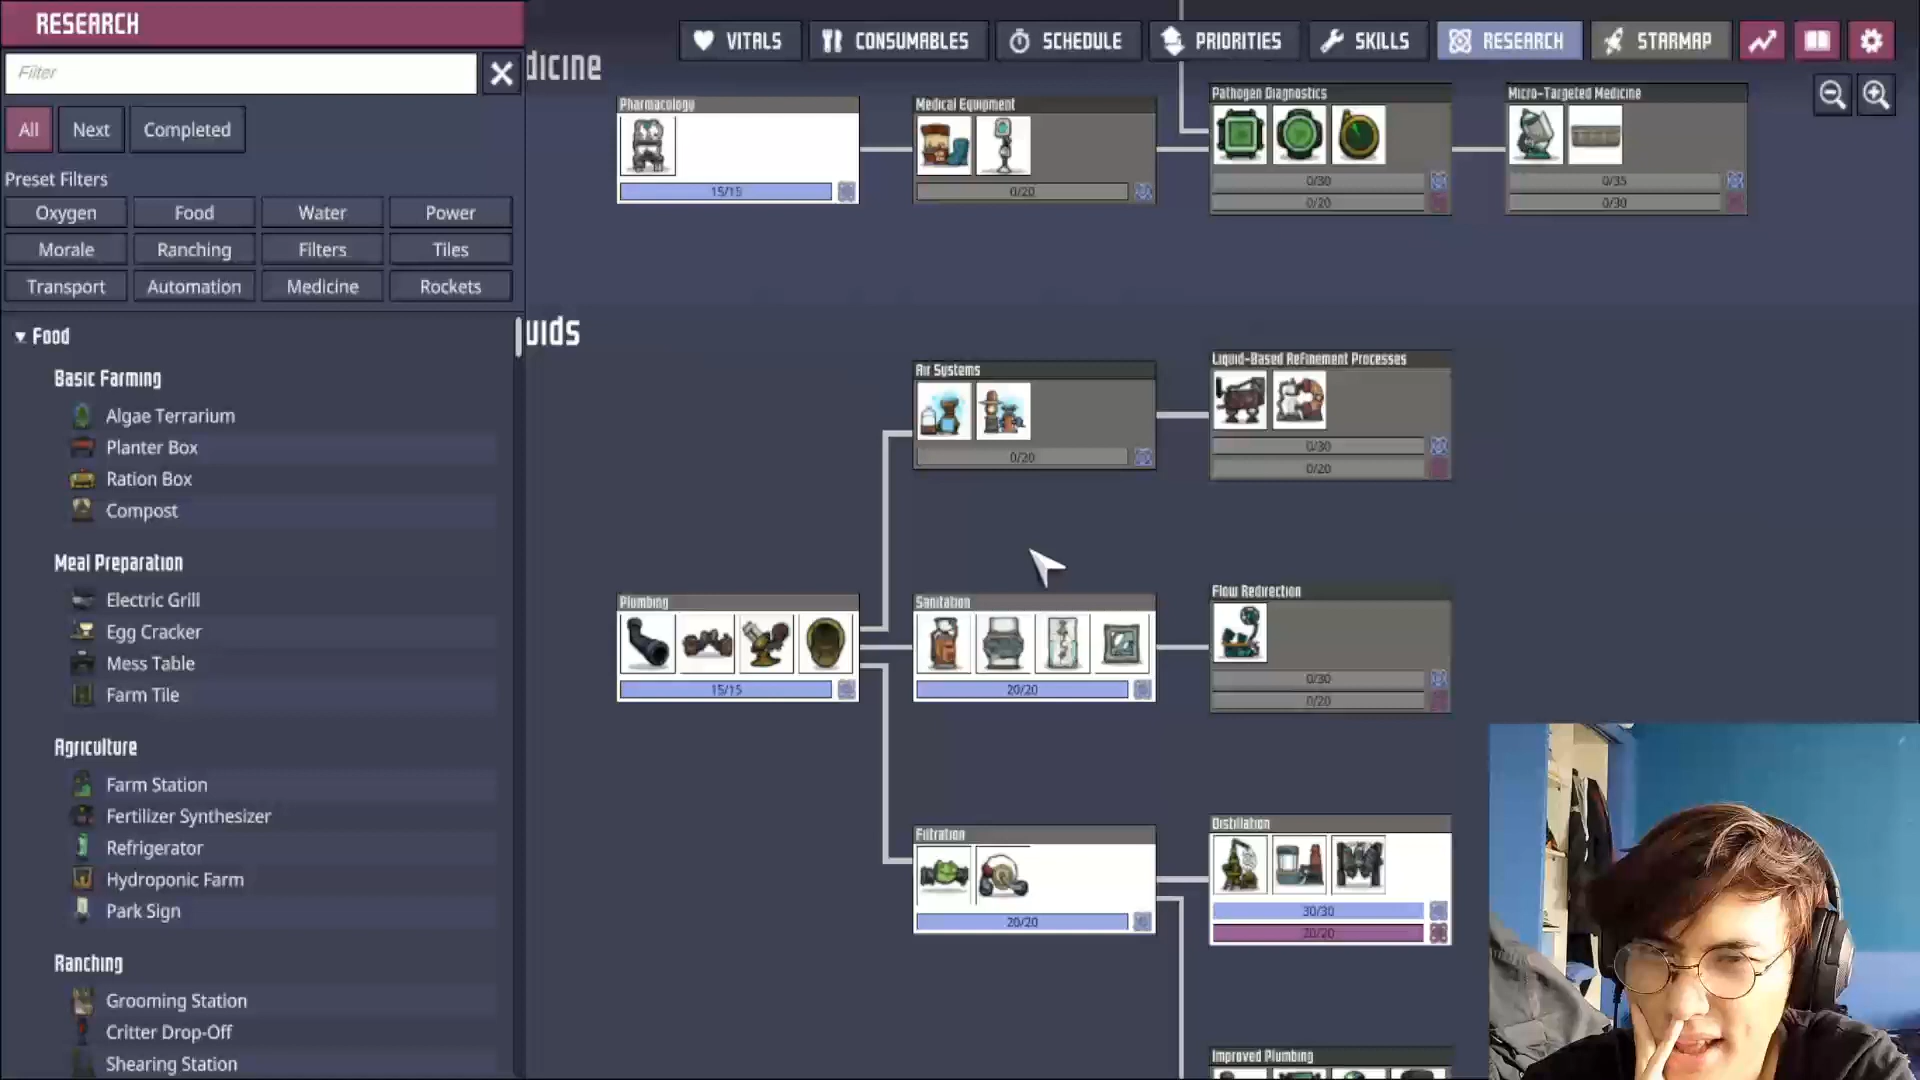 RESEARCH
VITALS
CONSUMABLES
SCHEDULE
PRIORITIES
SKILLS
RESEARCH
STARMAP
Filter
All
Next
Completed
Preset Filters
Oxygen
Food
Water
Power
Morale
Ranching
Filters
Tiles
Transport
Automation
Medicine
Rockets
Food
Basic Farming
Algae Terrarium
Planter Box
Ration Box
Compost
Meal Preparation
Electric Grill
Egg Cracker
Mess Table
Farm Tile
Agriculture
Farm Station
Fertilizer Synthesizer
Refrigerator
Hydroponic Farm
Park Sign
Ranching
Grooming Station
Critter Drop-Off
Shearing Station
dicine
Pharmacology
15/15
Medical Equipment
0/20
Pathogen Diagnostics
0/30
0/20
Micro-Targeted Medicine
0/35
0/30
uids
Air Systems
0/20
Liquid-Based Refinement Processes
0/30
0/20
Plumbing
15/15
Sanitation
20/20
Flow Redirection
0/30
0/20
Filtration
20/20
Distillation
30/30
20/20
Improved Plumbing